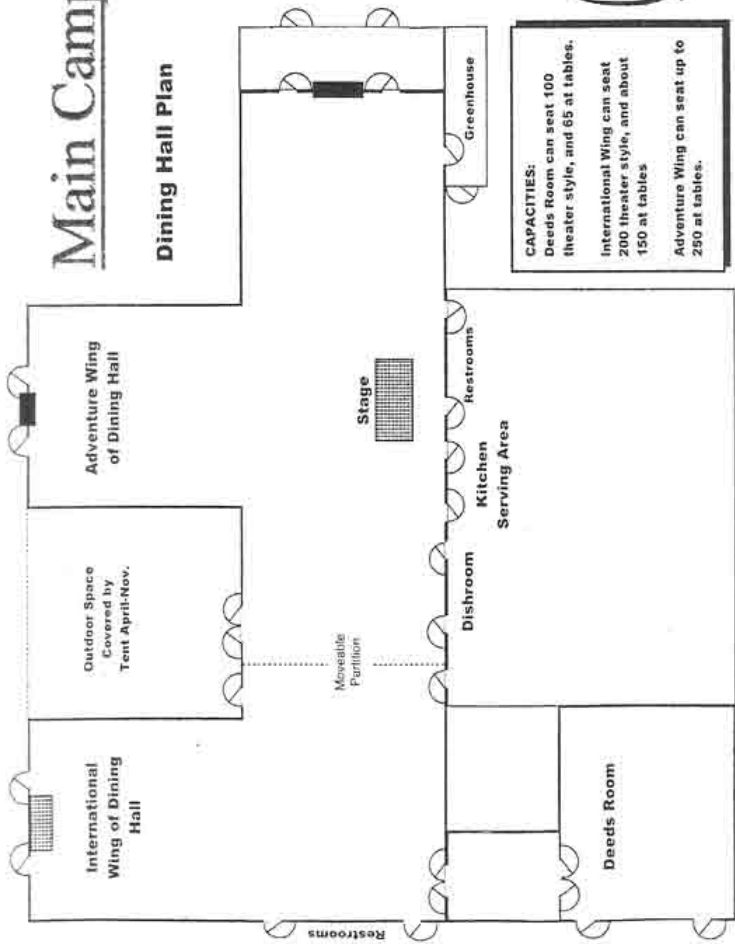 Main Camp
Dining Hall Plan
Greenhouse
CAPACITIES:
Deeds Room can seat 100
theater style, and 65 at tables.
International Wing can seat
200 theater style, and about
150 at tables
Adventure Wing can seat up to
250 at tables.
Adventure Wing
of Dining Hall
Stage
Restrooms
Kitchen
Serving Area
Outdoor Space
Covered by
Tent April-Nov.
Dishroom
Moveable
Partition
International
Wing of Dining
Hall
Deeds Room
Restrooms